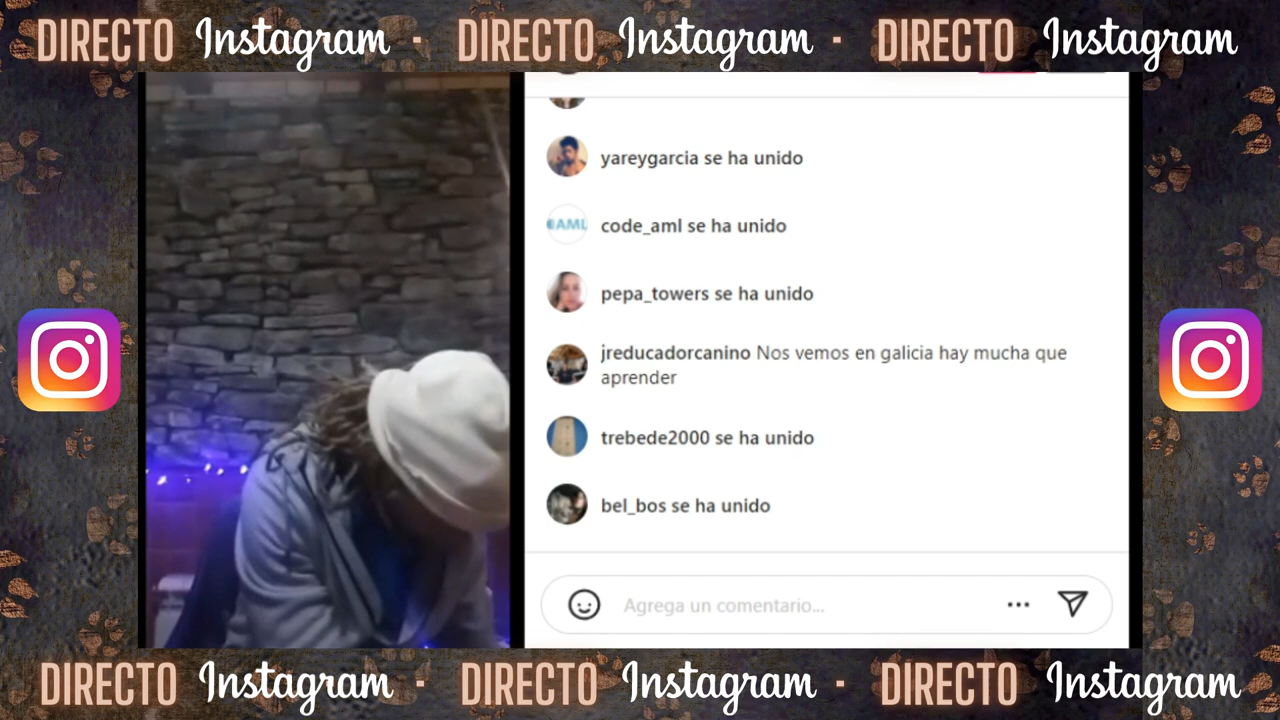 DIRECTO Instagram · DIRECTO Instagram · DIRECTO Instagram
yareygarcia se ha unido
AML
code_aml se ha unido
pepa_towers se ha unido
jreducadorcanino Nos vemos en galicia hay mucha que
aprender
trebede2000 se ha unido
bel_bos se ha unido
Agrega un comentario...
DIRECTO Instagram · DIRECTO Instagram · DIRECTO Instagram